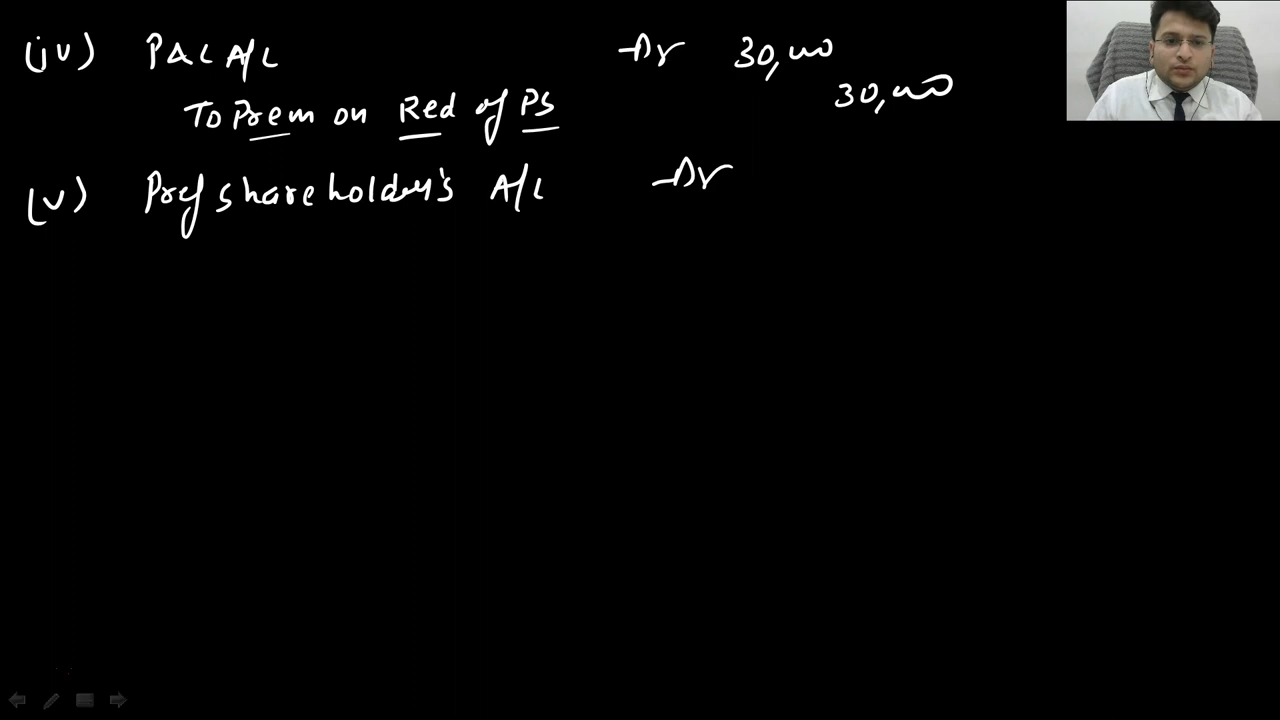 (iv) P&L A/c Dr 30,000
To Prem on Red of PS 30,000
(v) Pref shareholder's A/c Dr